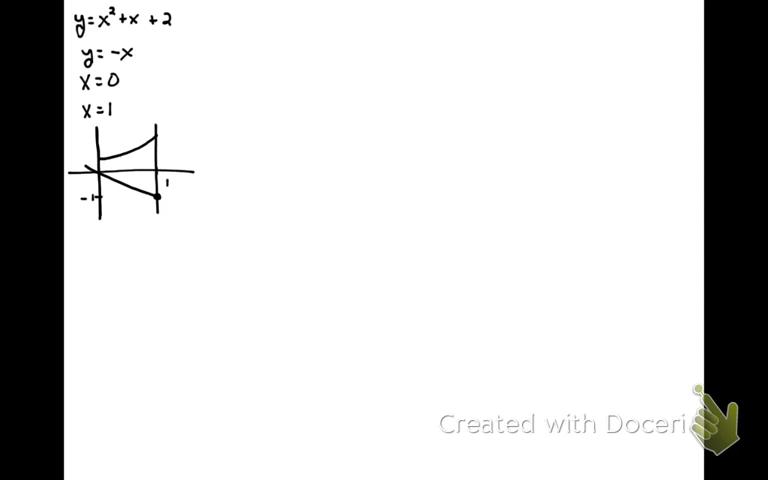 y = x² + x + 2
y = -x
x = 0
x = 1
1
-1
Created with Doceri